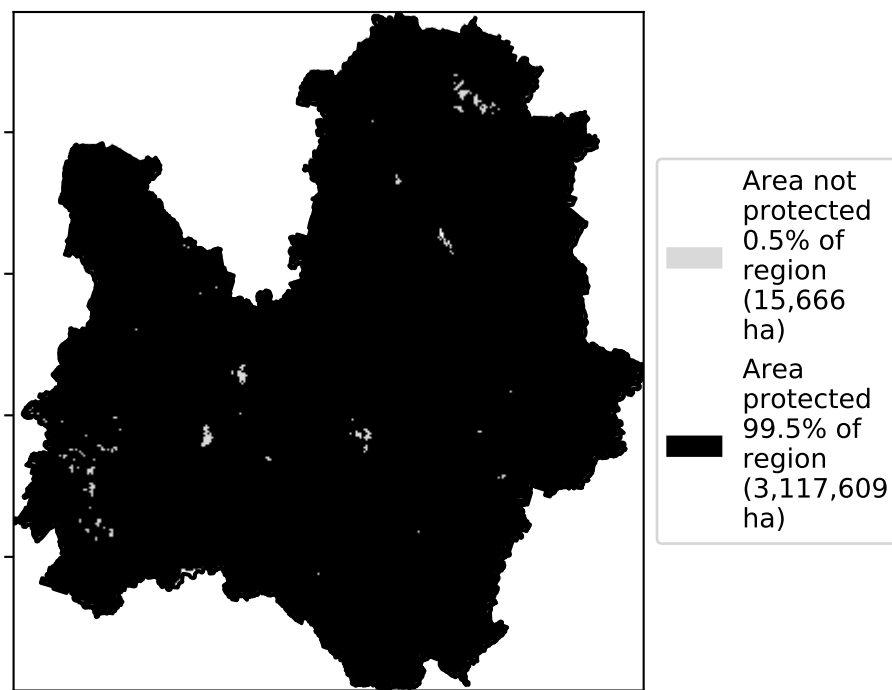 Area not
protected
0.5% of
region
(15,666
ha)
Area
protected
99.5% of
region
(3,117,609
ha)